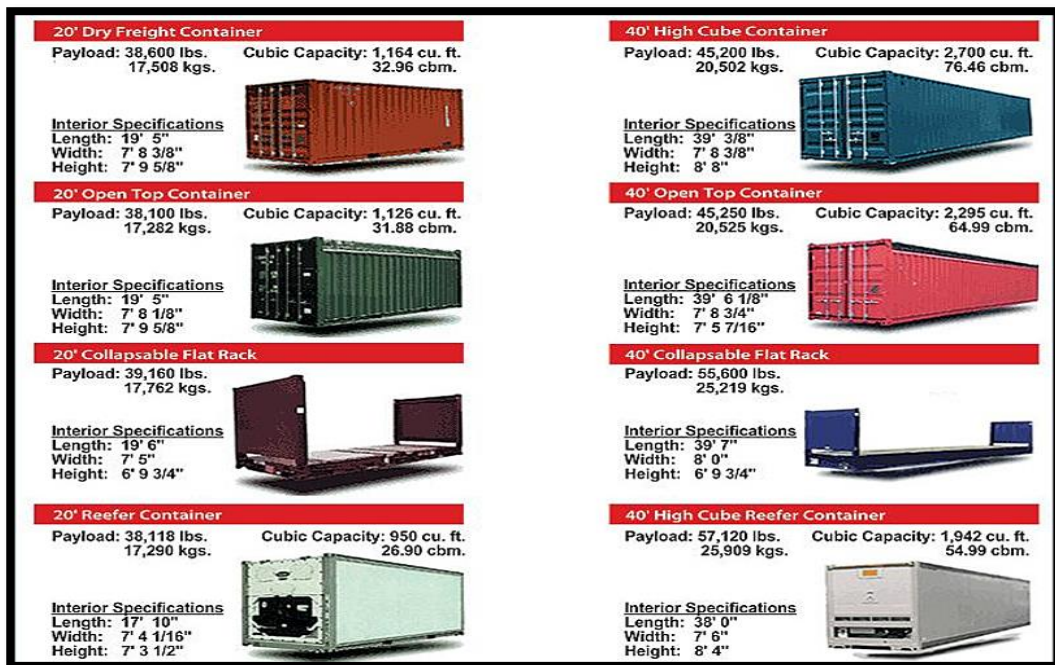 20' Dry Freight Container
Payload: 38,600 lbs. Cubic Capacity: 1,164 cu. ft.
17,508 kgs. 32.96 cbm.
Interior Specifications
Length: 19' 5"
Width: 7' 8 3/8"
Height: 7' 9 5/8"
20' Open Top Container
Payload: 38,100 lbs. Cubic Capacity: 1,126 cu. ft.
17,282 kgs. 31.88 cbm.
Interior Specifications
Length: 19' 5"
Width: 7' 8 1/8"
Height: 7' 9 5/8"
20' Collapsable Flat Rack
Payload: 39,160 lbs.
17,762 kgs.
Interior Specifications
Length: 19' 6"
Width: 7' 5"
Height: 6' 9 3/4"
20' Reefer Container
Payload: 38,118 lbs. Cubic Capacity: 950 cu. ft.
17,290 kgs. 26.90 cbm.
Interior Specifications
Length: 17' 10"
Width: 7' 4 1/16"
Height: 7' 3 1/2"
40' High Cube Container
Payload: 45,200 lbs. Cubic Capacity: 2,700 cu. ft.
20,502 kgs. 76.46 cbm.
Interior Specifications
Length: 39' 3/8"
Width: 7' 8 3/8"
Height: 8' 8"
40' Open Top Container
Payload: 45,250 lbs. Cubic Capacity: 2,295 cu. ft.
20,525 kgs. 64.99 cbm.
Interior Specifications
Length: 39' 6 1/8"
Width: 7' 8 3/4"
Height: 7' 5 7/16"
40' Collapsable Flat Rack
Payload: 55,600 lbs.
25,219 kgs.
Interior Specifications
Length: 39' 7"
Width: 8' 0"
Height: 6' 9 3/4"
40' High Cube Reefer Container
Payload: 57,120 lbs. Cubic Capacity: 1,942 cu. ft.
25,909 kgs. 54.99 cbm.
Interior Specifications
Length: 38' 0"
Width: 7' 6"
Height: 8' 4"